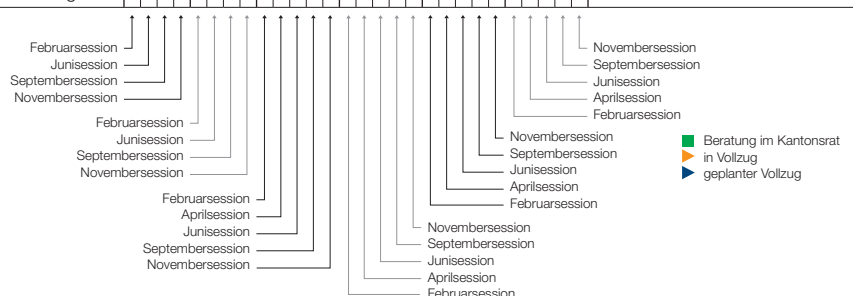 Februarsession
Junisession
Septembersession
Novembersession
Februarsession
Junisession
Septembersession
Novembersession
Februarsession
Aprilsession
Junisession
Septembersession
Novembersession
Novembersession
Septembersession
Junisession
Aprilsession
Februarsession
Novembersession
Septembersession
Junisession
Aprilsession
Februarsession
Novembersession
Septembersession
Junisession
Aprilsession
Februarsession
Beratung im Kantonsrat
in Vollzug
geplanter Vollzug